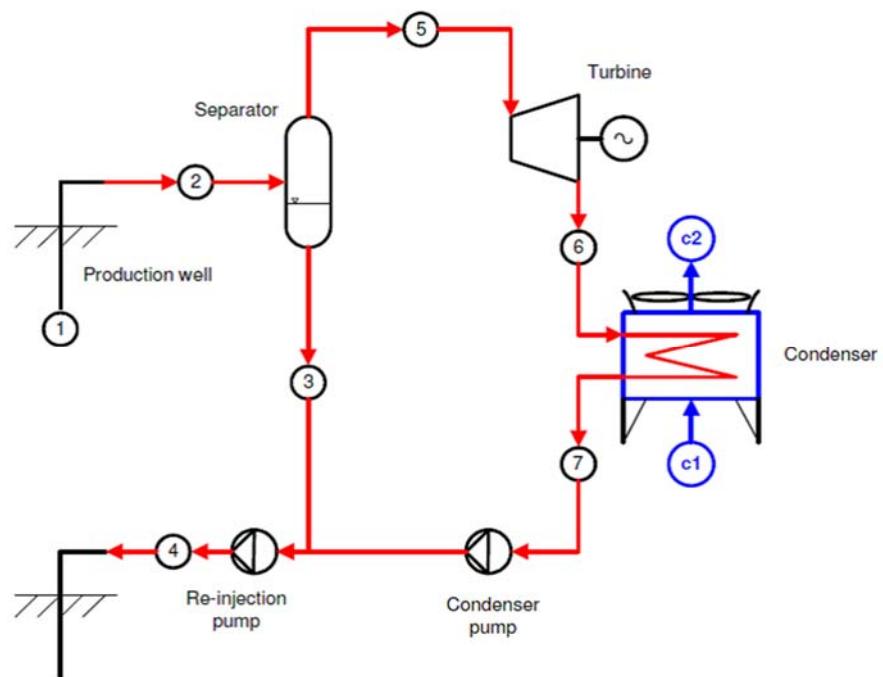 5
Turbine
Separator
~
2
6
c2
Production well
1
Condenser
3
7
c1
4
Re-injection
pump
Condenser
pump